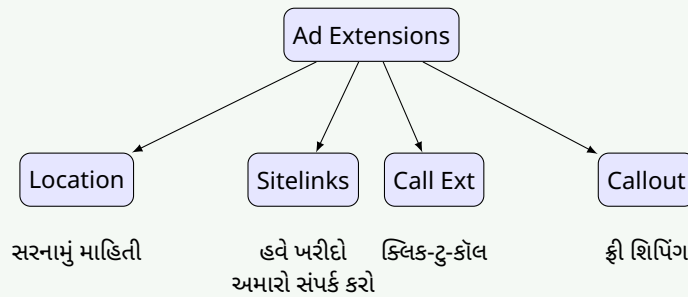 Ad Extensions
Location
Sitelinks
Call Ext
Callout
સરનામું માહિતી
હવે ખરીદો
અમારો સંપર્ક કરો
ક્લિક-ટુ-કૉલ
ફ્રી શિપિંગ